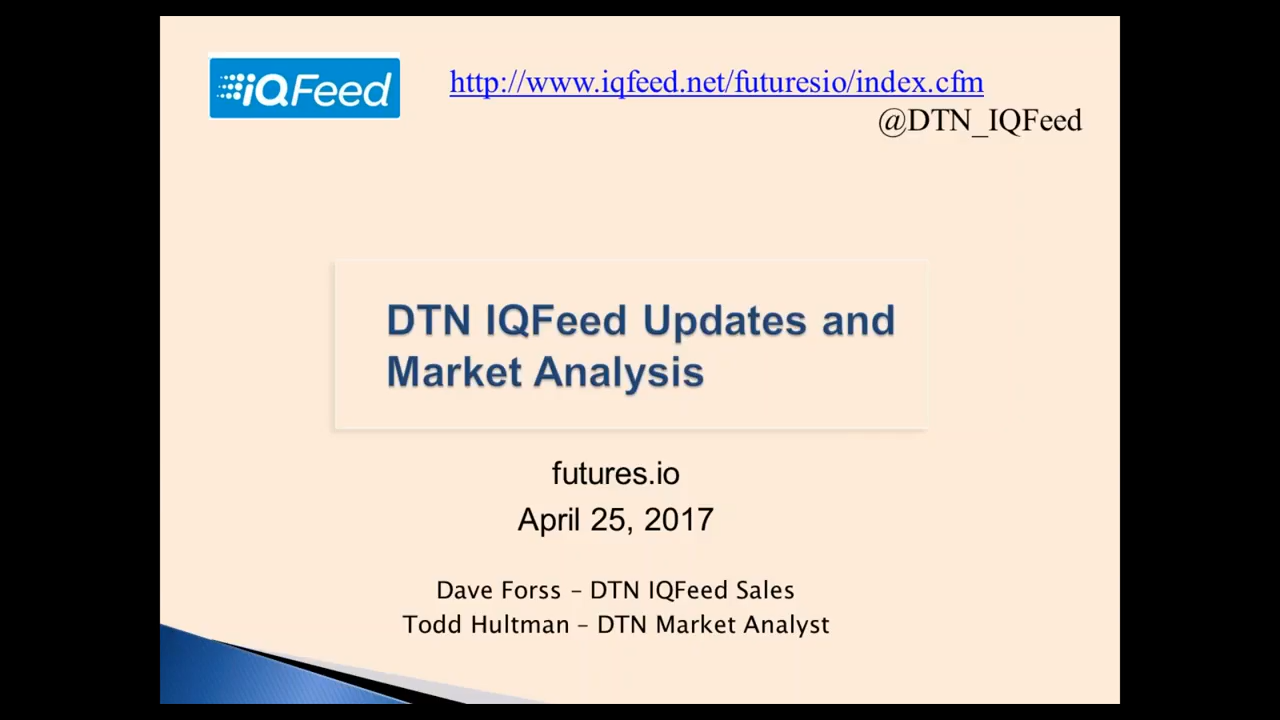 iQFeed
http://www.iqfeed.net/futuresio/index.cfm
@DTN_IQFeed
DTN IQFeed Updates and
Market Analysis
futures.io
April 25, 2017
Dave Forss – DTN IQFeed Sales
Todd Hultman – DTN Market Analyst